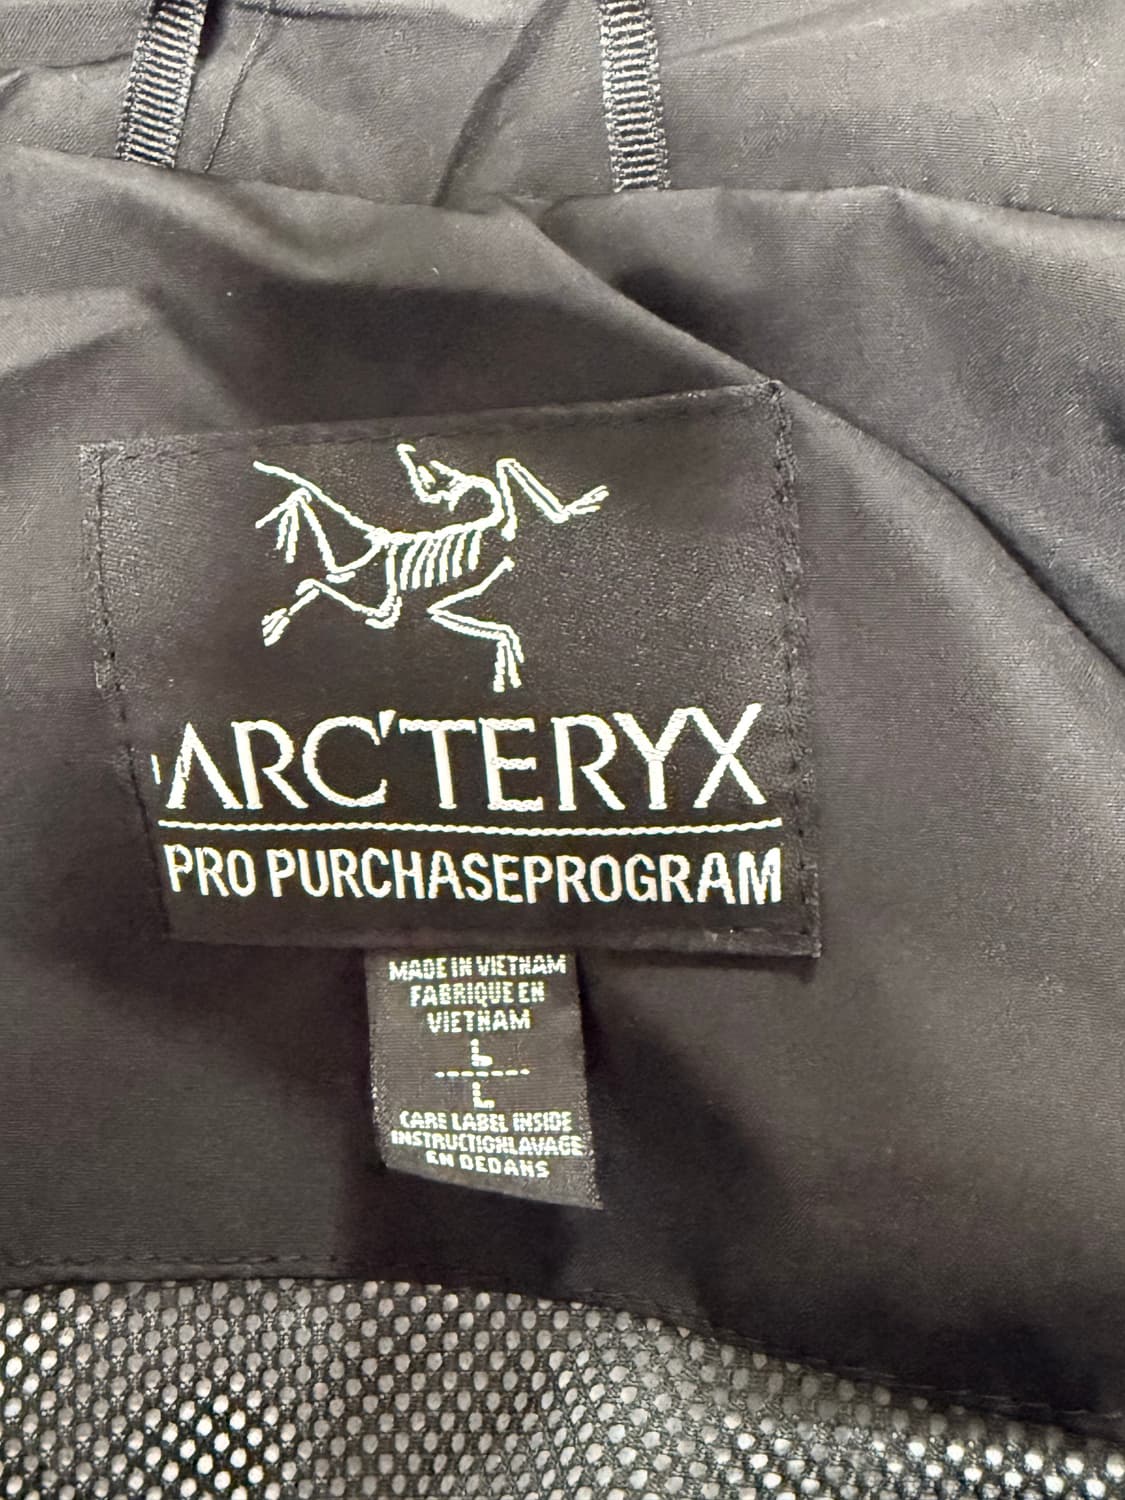 ARC'TERYX
PRO PURCHASEPROGRAM
MADE IN VIETNAM
FABRIQUE EN
VIETNAM
L
L
CARE LABEL INSIDE
INSTRUCTIONLAVAGE
EN DEDANS